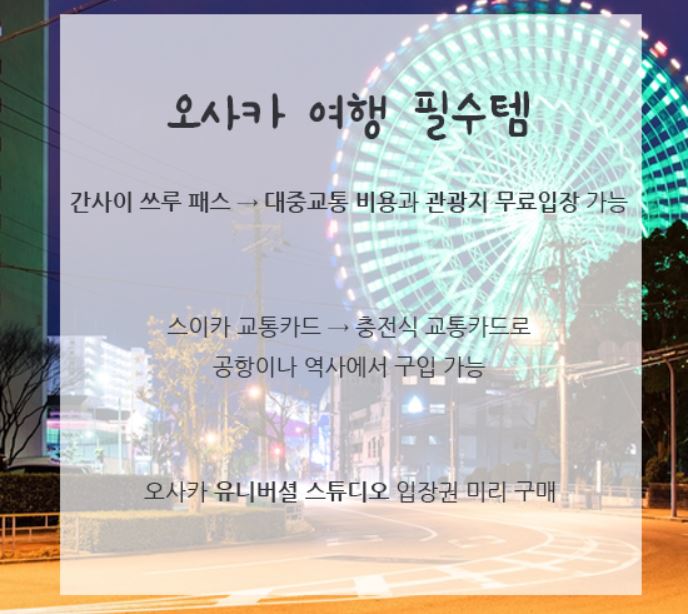 오사카 여행 필수템
간사이 쓰루 패스 → 대중교통 비용과 관광지 무료입장 가능
스이카 교통카드 → 충전식 교통카드로
공항이나 역사에서 구입 가능
오사카 유니버셜 스튜디오 입장권 미리 구매